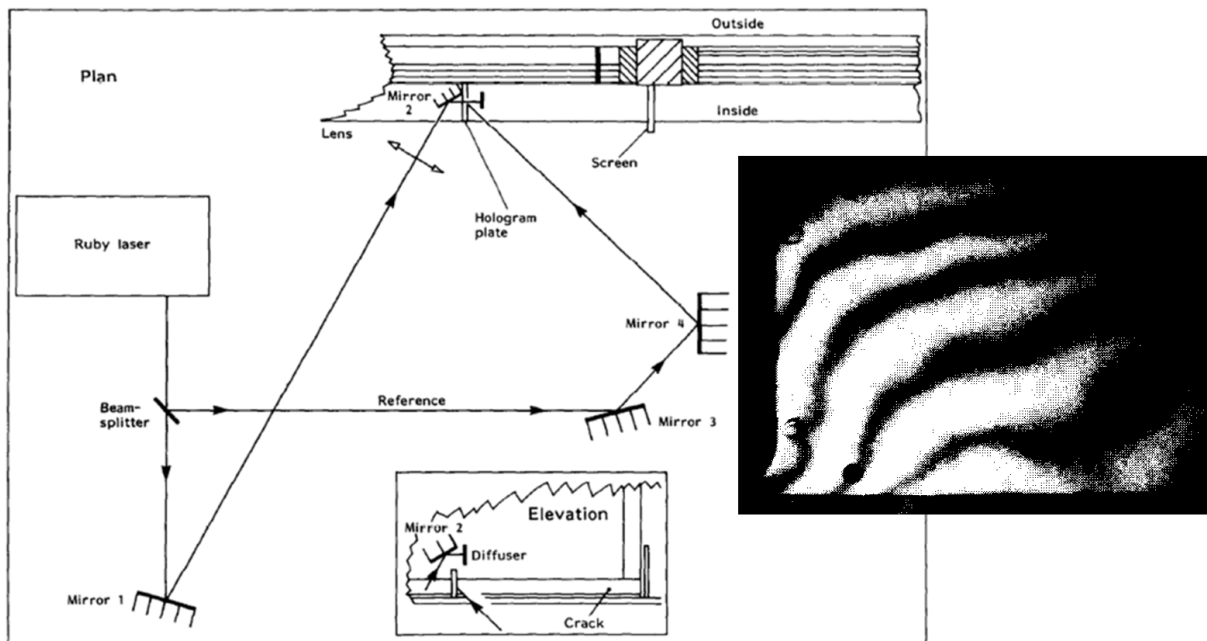 Outside
Plan
Mirror
2
Inside
Lens
Screen
Hologram
plate
Ruby laser
Mirror 4
Beam-
splitter
Reference
Mirror 3
Elevation
Mirror 2
Diffuser
Mirror 1
Crack